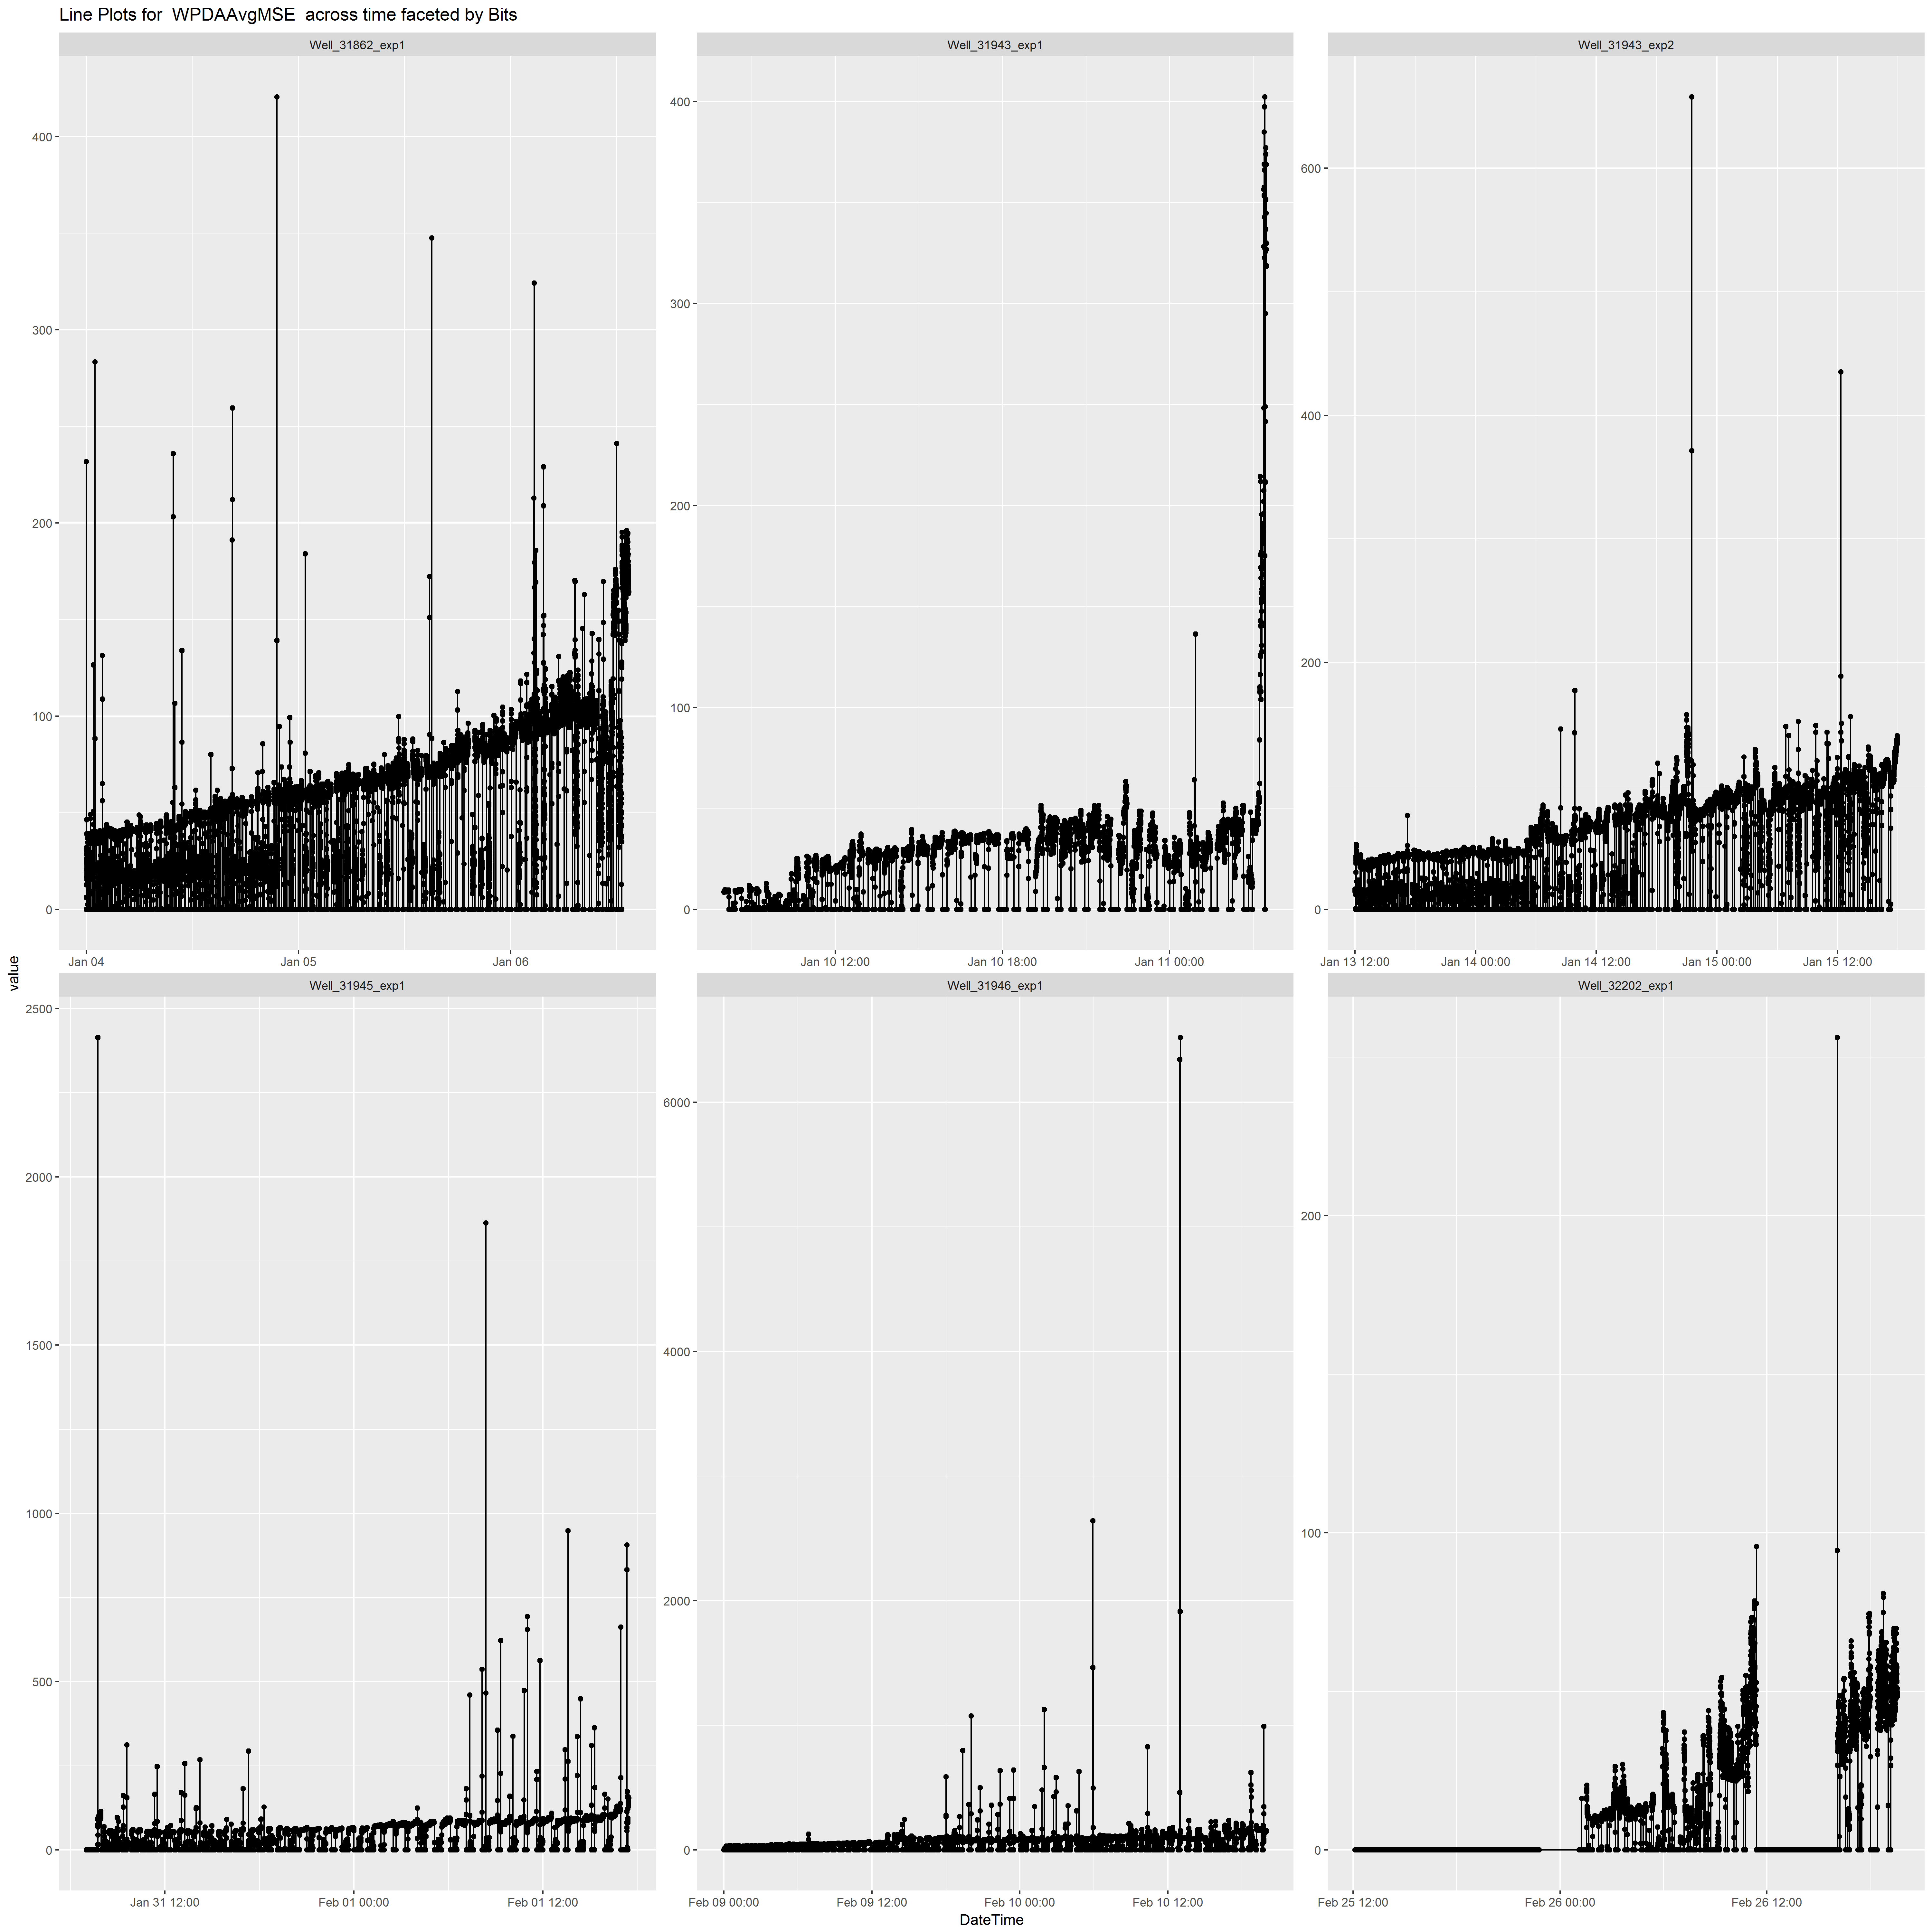 Line Plots for  WPDAAvgMSE  across time faceted by Bits
Well_31862_exp1
Well_31943_exp1
Well_31943_exp2
400
300
200
100
0
400
300
200
100
0
600
400
200
0
Jan 04
Jan 05
Jan 06
Jan 10 12:00
Jan 10 18:00
Jan 11 00:00
Jan 13 12:00
Jan 14 00:00
Jan 14 12:00
Jan 15 00:00
Jan 15 12:00
value
Well_31945_exp1
Well_31946_exp1
Well_32202_exp1
2500
2000
1500
1000
500
0
6000
4000
2000
0
200
100
0
Jan 31 12:00
Feb 01 00:00
Feb 01 12:00
Feb 09 00:00
Feb 09 12:00
Feb 10 00:00
Feb 10 12:00
Feb 25 12:00
Feb 26 00:00
Feb 26 12:00
DateTime